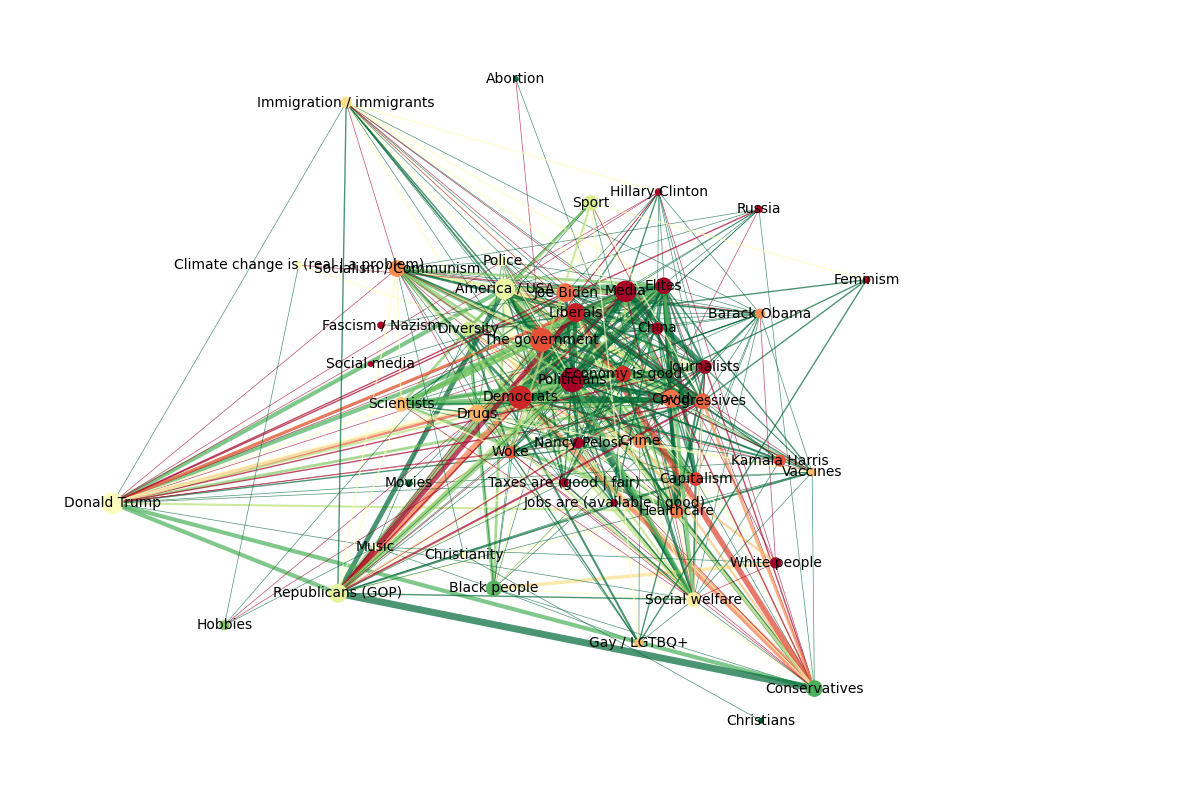 Abortion
Immigration / immigrants
Hillary Clinton
Sport
Russia
Police
Climate change is (real | a problem)
Socialism / Communism
Feminism
America / USA
Elites
Joe Biden
Media
Liberals
Barack Obama
Fascism / Nazism
Diversity
China
The government
Social media
Journalists
Economy is good
Politicians
Democrats
Covid
Progressives
Scientists
Drugs
Nancy Pelosi
Crime
Woke
Kamala Harris
Vaccines
Capitalism
Movies
Taxes are (good | fair)
Donald Trump
Jobs are (available | good)
Healthcare
Music
Christianity
White people
Black people
Republicans (GOP)
Social welfare
Hobbies
Gay / LGTBQ+
Conservatives
Christians